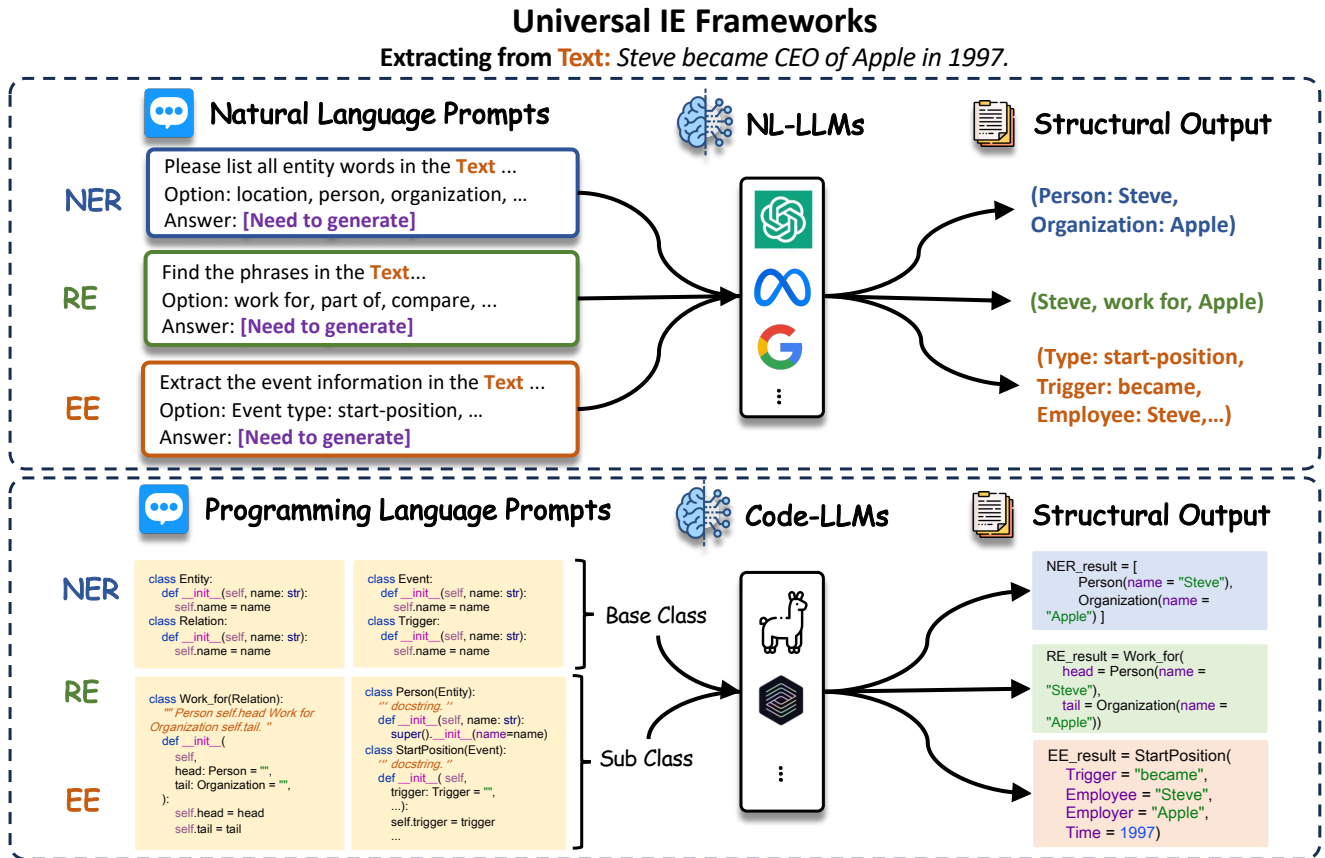 Universal IE Frameworks
Extracting from Text: Steve became CEO of Apple in 1997.
Natural Language Prompts
NL-LLMs
Structural Output
NER
Please list all entity words in the Text ...
Option: location, person, organization, ...
Answer: [Need to generate]
(Person: Steve,
Organization: Apple)
RE
Find the phrases in the Text...
Option: work for, part of, compare, ...
Answer: [Need to generate]
(Steve, work for, Apple)
EE
Extract the event information in the Text ...
Option: Event type: start-position, ...
Answer: [Need to generate]
(Type: start-position,
Trigger: became,
Employee: Steve,...)
...
Programming Language Prompts
Code-LLMs
Structural Output
NER
RE
EE
class Entity:
def __init__(self, name: str):
self.name = name
class Relation:
def __init__(self, name: str):
self.name = name
class Event:
def __init__(self, name: str):
self.name = name
class Trigger:
def __init__(self, name: str):
self.name = name
Base Class
class Work_for(Relation):
""" Person self.head Work for
Organization self.tail. "
def __init__(
self,
head: Person = "",
tail: Organization = "",
):
self.head = head
self.tail = tail
class Person(Entity):
''' docstring. ''
def __init__(self, name: str):
super().__init__(name=name)
class StartPosition(Event):
''' docstring. ''
def __init__( self,
trigger: Trigger = "",
...):
self.trigger = trigger
...
Sub Class
...
NER_result = [
Person(name = "Steve"),
Organization(name =
"Apple") ]
RE_result = Work_for(
head = Person(name =
"Steve"),
tail = Organization(name =
"Apple"))
EE_result = StartPosition(
Trigger = "became",
Employee = "Steve",
Employer = "Apple",
Time = 1997)